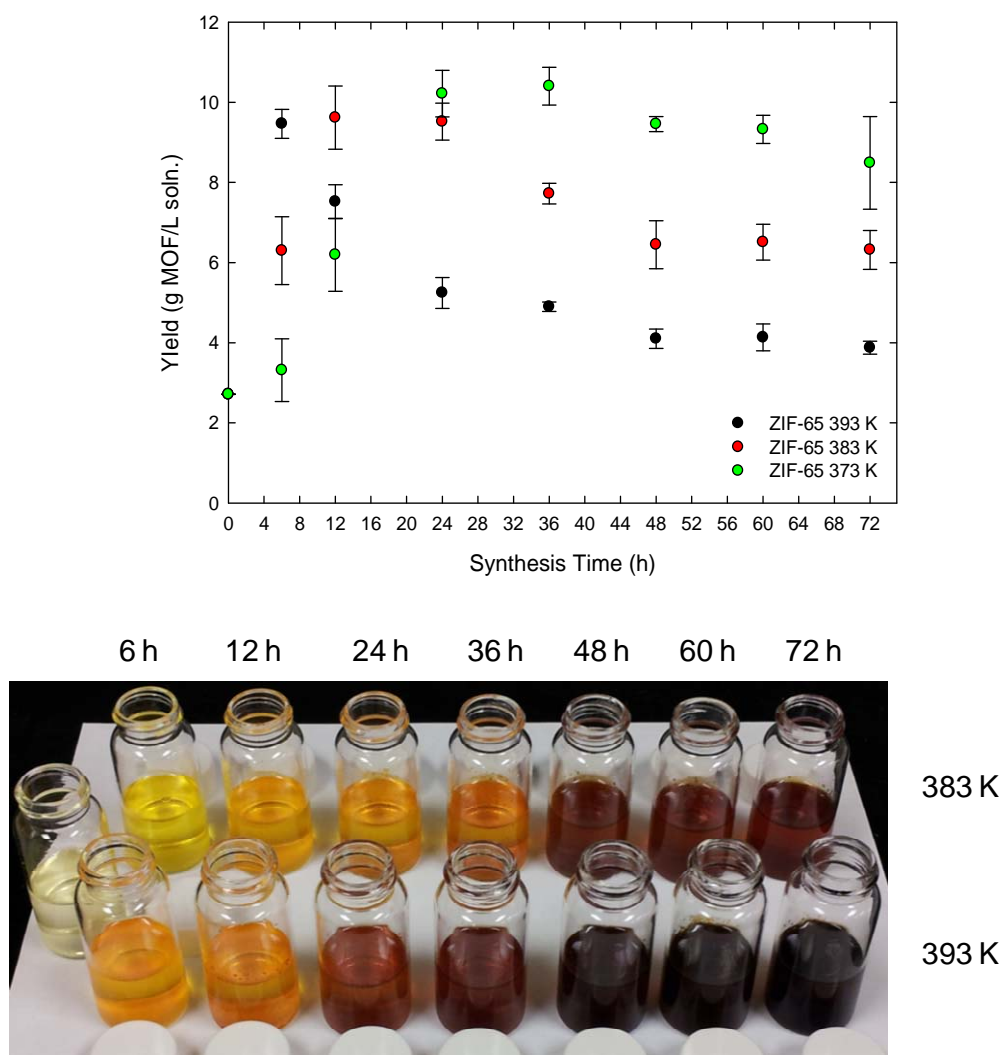 12
10
8
6
4
2
0
YIeld (g MOF/L soln.)
ZIF-65 393 K
ZIF-65 383 K
ZIF-65 373 K
0 4 8 12 16 20 24 28 32 36 40 44 48 52 56 60 64 68 72
Synthesis Time (h)
6 h 12 h 24 h 36 h 48 h 60 h 72 h
383 K
393 K